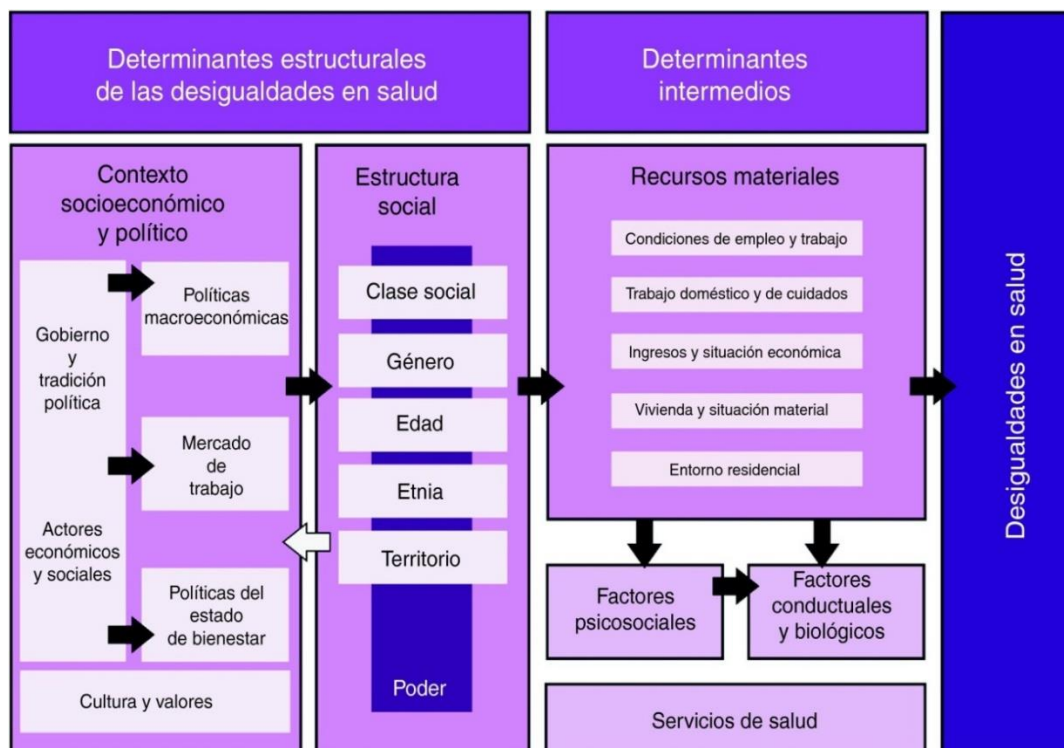 Determinantes estructurales
de las desigualdades en salud
Determinantes
intermedios
Contexto
socioeconómico
y político
Gobierno
y
tradición
política
Actores
económicos
y sociales
Políticas
macroeconómicas
Mercado
de
trabajo
Políticas del
estado
de bienestar
Cultura y valores
Estructura
social
Clase social
Género
Edad
Etnia
Territorio
Poder
Recursos materiales
Condiciones de empleo y trabajo
Trabajo doméstico y de cuidados
Ingresos y situación económica
Vivienda y situación material
Entorno residencial
Factores
psicosociales
Factores
conductuales
y biológicos
Servicios de salud
Desigualdades en salud